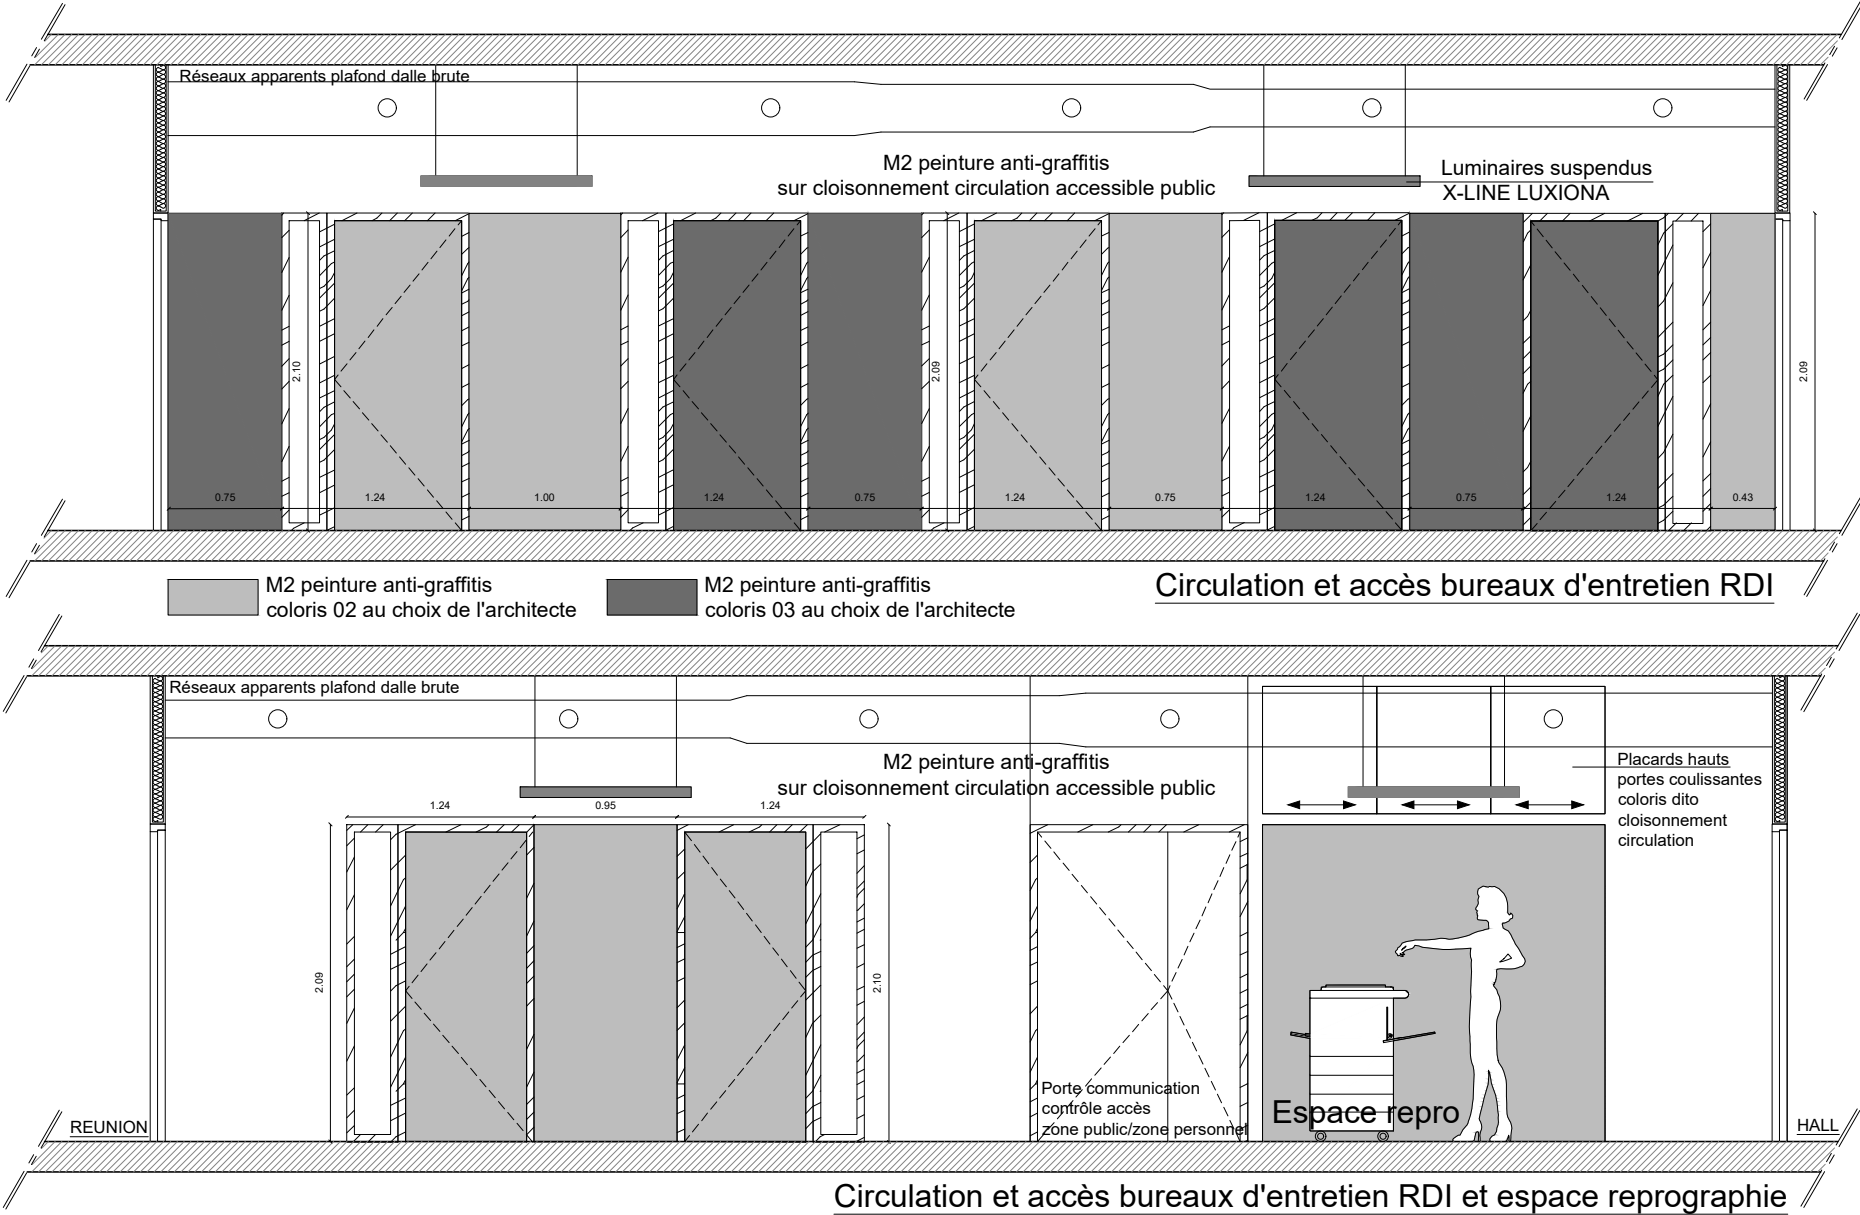 Réseaux apparents plafond dalle brute
M2 peinture anti-graffitis
sur cloisonnement circulation accessible public
Luminaires suspendus
X-LINE LUXIONA
2.10
2.09
2.09
0.75
1.24
1.00
1.24
0.75
1.24
0.75
1.24
0.75
1.24
0.43
M2 peinture anti-graffitis
coloris 02 au choix de l'architecte
M2 peinture anti-graffitis
coloris 03 au choix de l'architecte
Circulation et accès bureaux d'entretien RDI
Réseaux apparents plafond dalle brute
M2 peinture anti-graffitis
sur cloisonnement circulation accessible public
Placards hauts
portes coulissantes
coloris dito
cloisonnement
circulation
1.24
0.95
1.24
2.09
2.10
Porte communication
contrôle accès
zone public/zone personnel
Espace repro
REUNION
HALL
Circulation et accès bureaux d'entretien RDI et espace reprographie